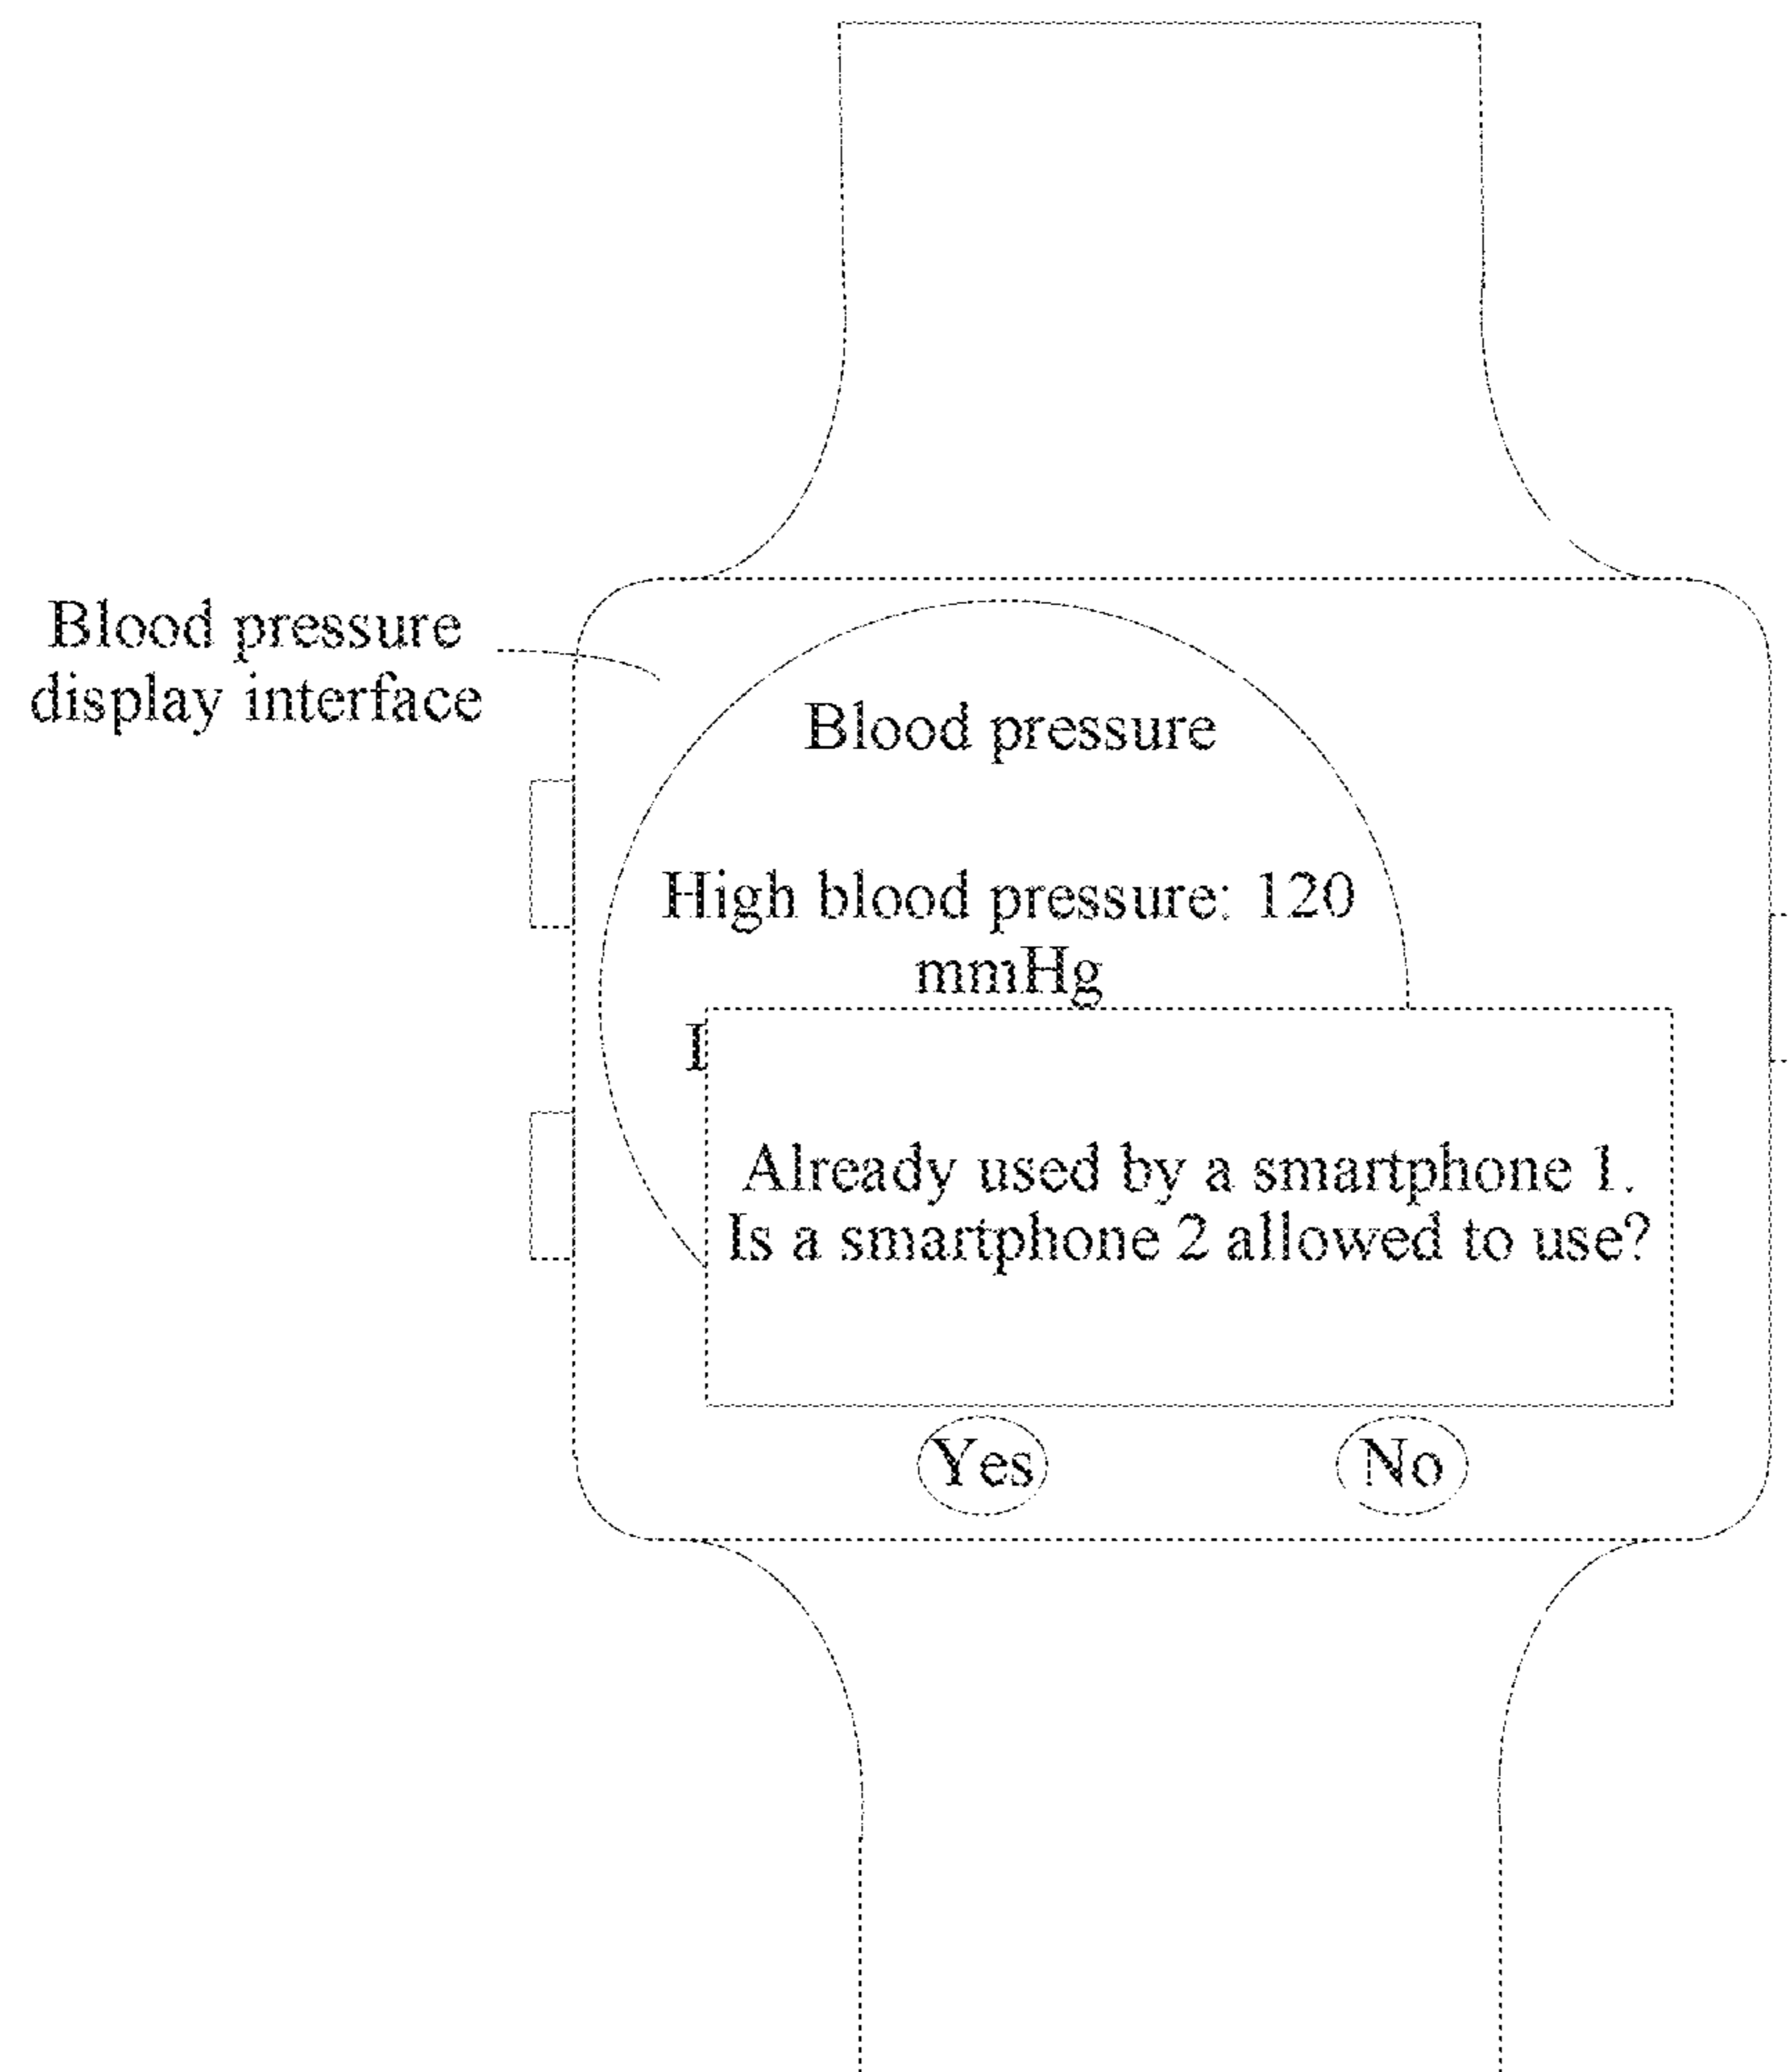 Blood pressure
display interface
Blood pressure
High blood pressure: 120
mmHg
Already used by a smartphone 1.
Is a smartphone 2 allowed to use?
Yes
No